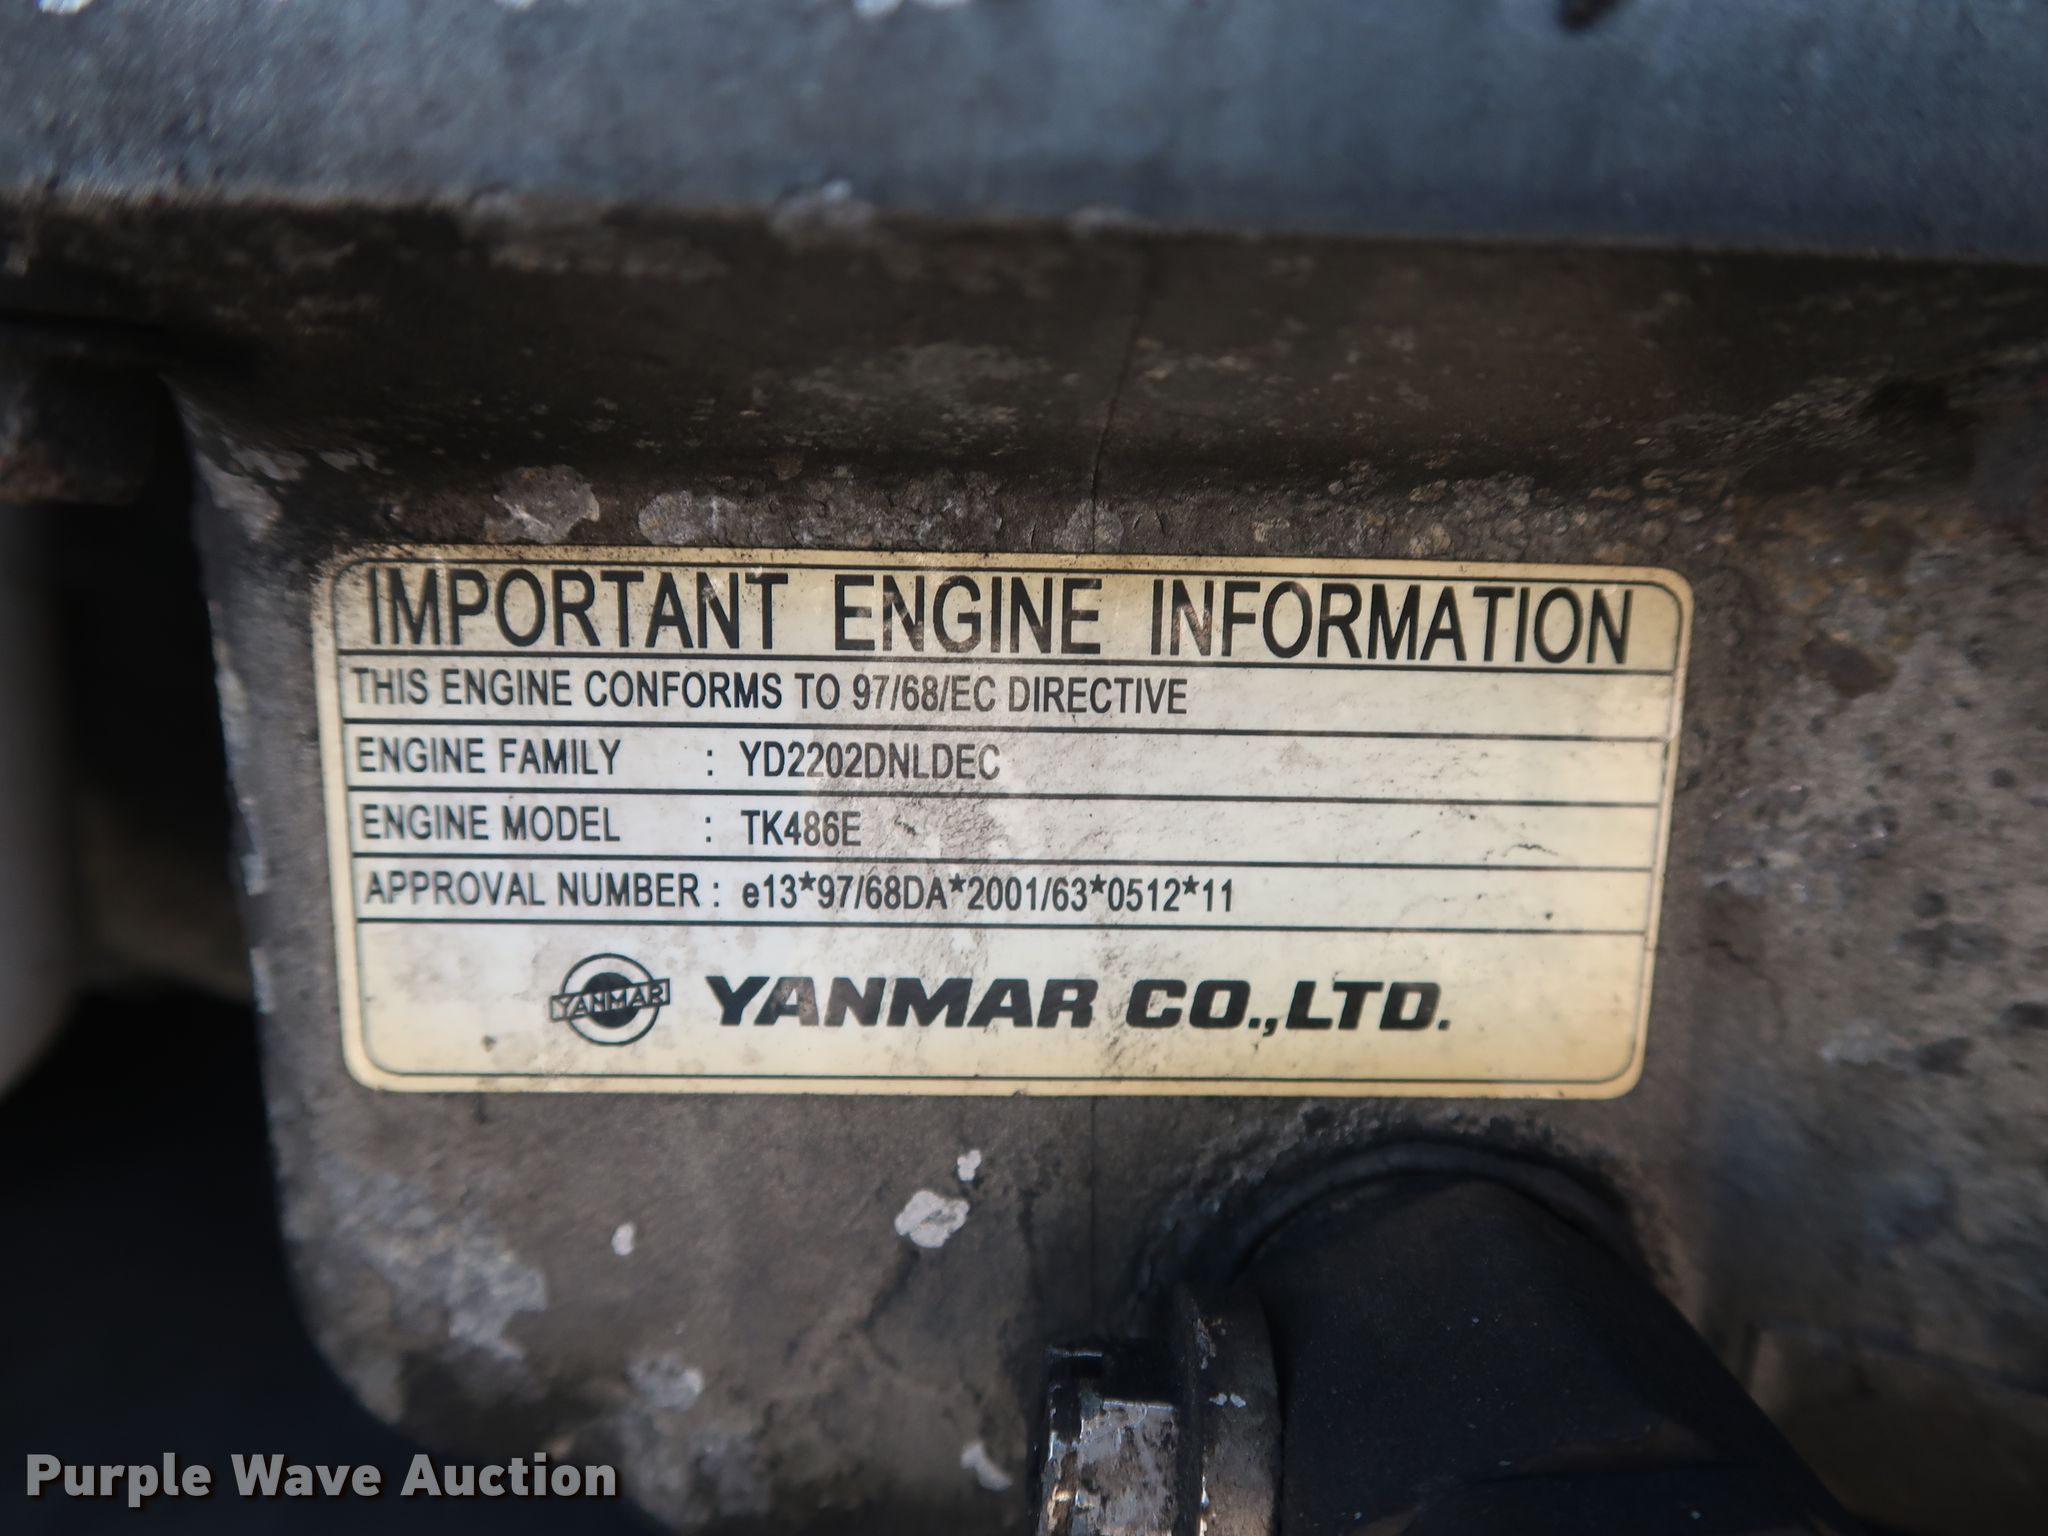 IMPORTANT ENGINE INFORMATION
THIS ENGINE CONFORMS TO 97/68/EC DIRECTIVE
ENGINE FAMILY : YD2202DNLDEC
ENGINE MODEL : TK486E
APPROVAL NUMBER : e13*97/68DA*2001/63*0512*11
YANMAR YANMAR CO.,LTD.
Purple Wave Auction